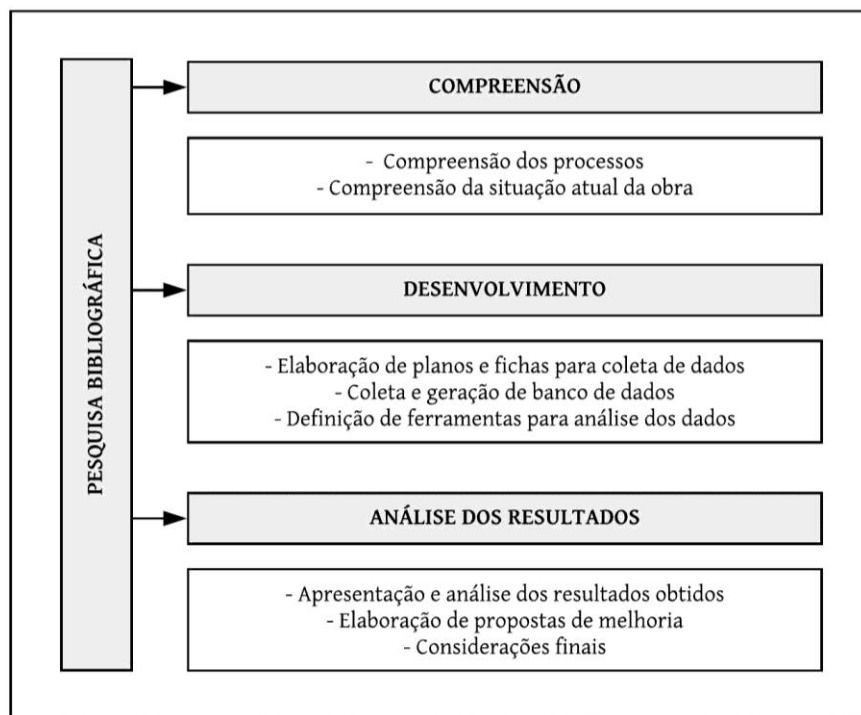 PESQUISA BIBLIOGRÁFICA
COMPREENSÃO
- Compreensão dos processos
- Compreensão da situação atual da obra
DESENVOLVIMENTO
- Elaboração de planos e fichas para coleta de dados
- Coleta e geração de banco de dados
- Definição de ferramentas para análise dos dados
ANÁLISE DOS RESULTADOS
- Apresentação e análise dos resultados obtidos
- Elaboração de propostas de melhoria
- Considerações finais